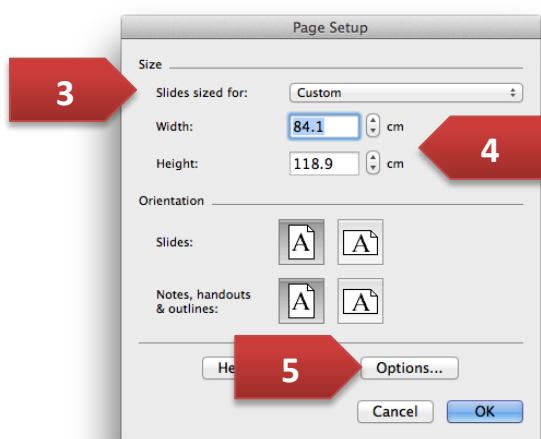 Page Setup
Size
3
Slides sized for: Custom
Width: 84.1 cm
4
Height: 118.9 cm
Orientation
Slides: A A
Notes, handouts
& outlines: A A
He 5 Options...
Cancel OK